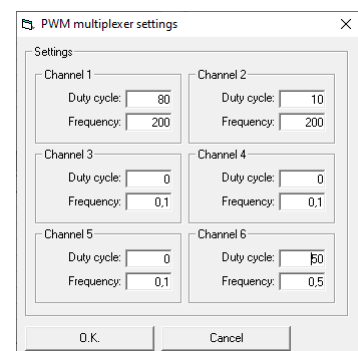 PWM multiplexer settings
Settings
Channel 1
Duty cycle: 80
Frequency: 200
Channel 2
Duty cycle: 10
Frequency: 200
Channel 3
Duty cycle: 0
Frequency: 0,1
Channel 4
Duty cycle: 0
Frequency: 0,1
Channel 5
Duty cycle: 0
Frequency: 0,1
Channel 6
Duty cycle: 50
Frequency: 0,5
O.K.
Cancel